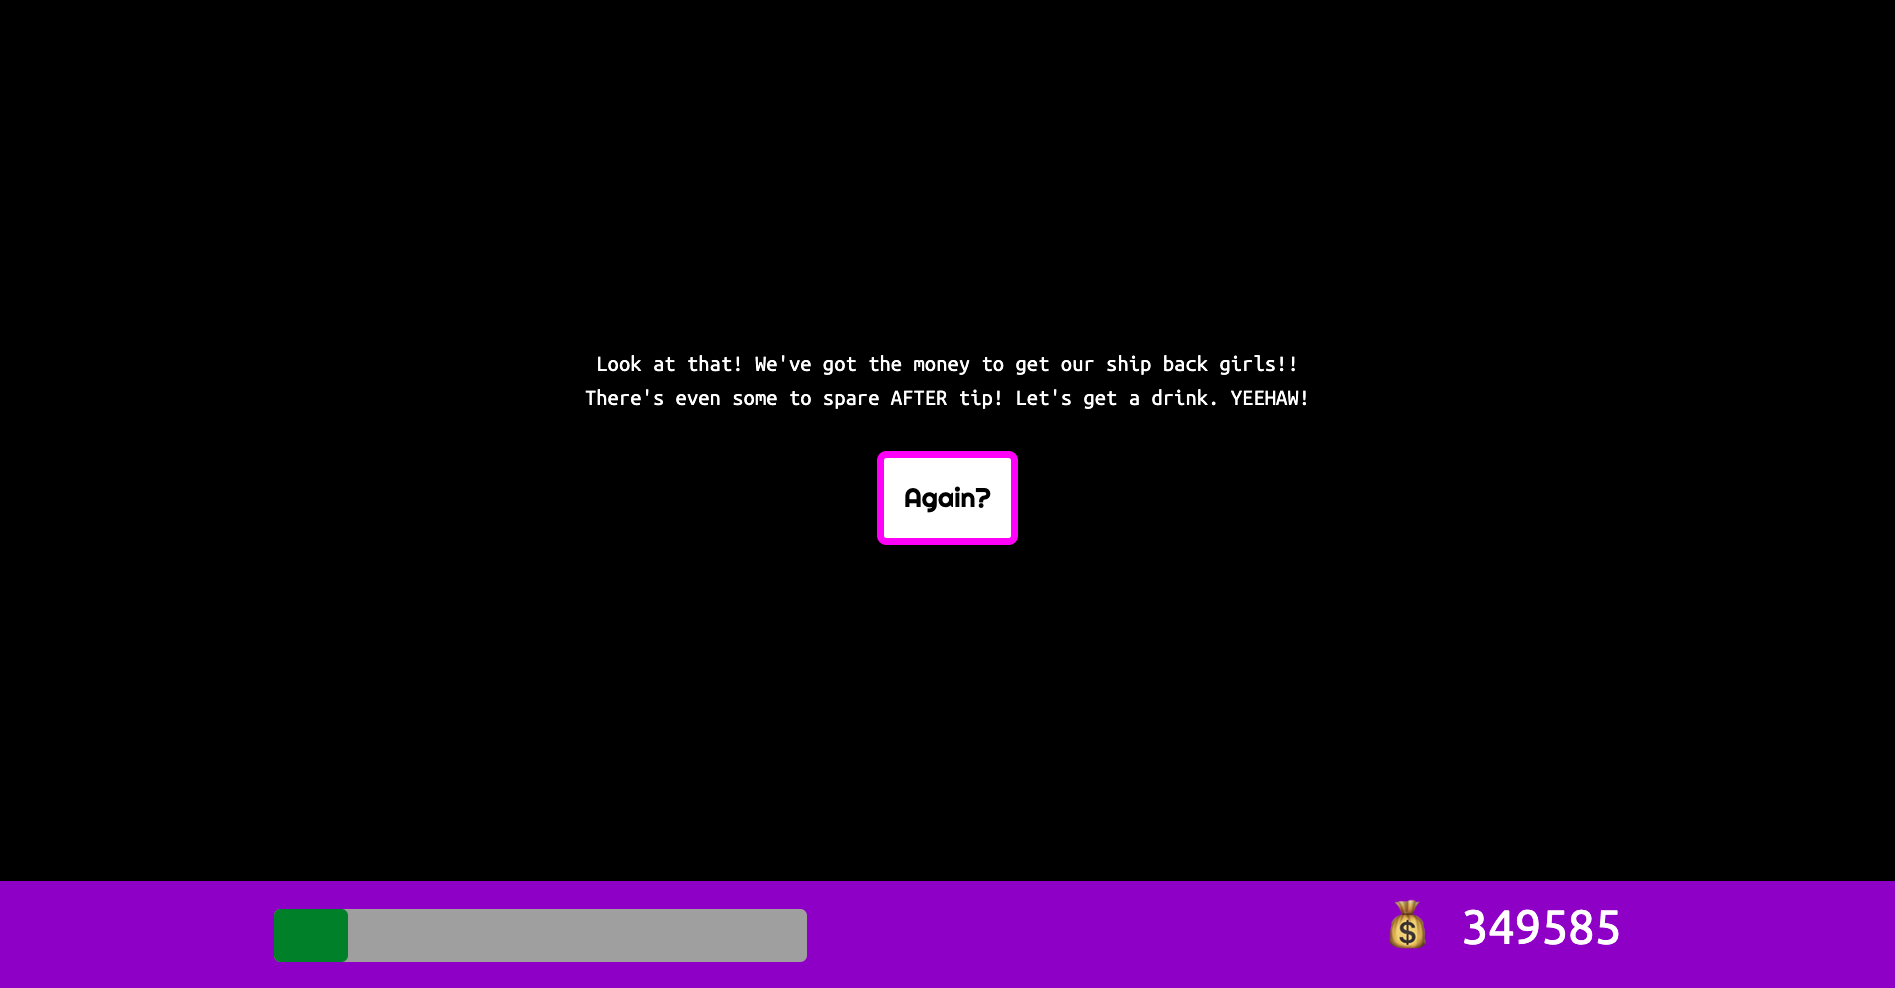 Look at that! We've got the money to get our ship back girls!!
There's even some to spare AFTER tip! Let's get a drink. YEEHAW!
Again?
$ 349585